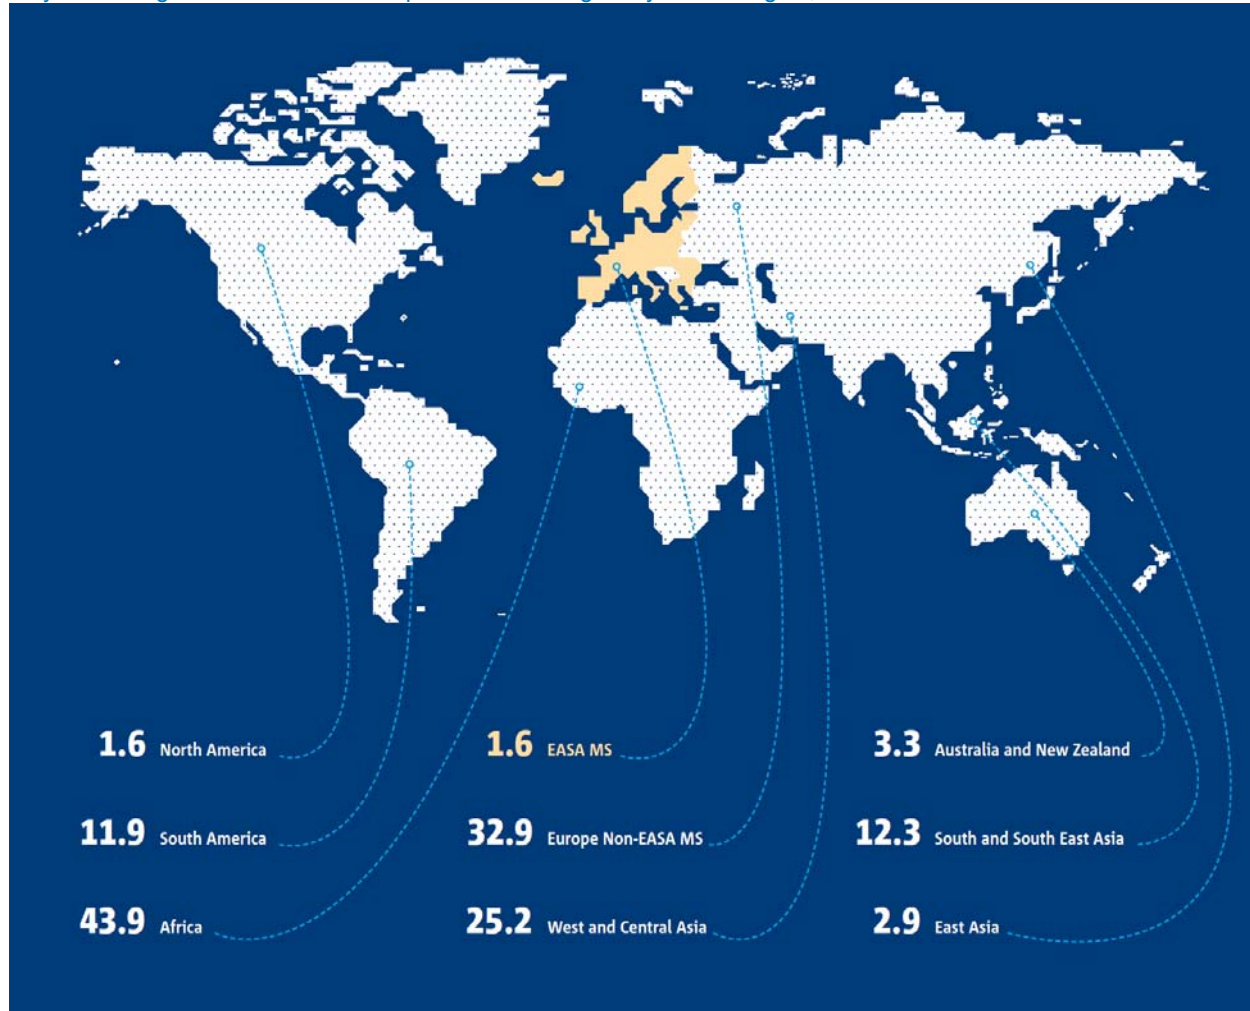 1.6 North America
11.9 South America
43.9 Africa
1.6 EASA MS
32.9 Europe Non-EASA MS
25.2 West and Central Asia
3.3 Australia and New Zealand
12.3 South and South East Asia
2.9 East Asia